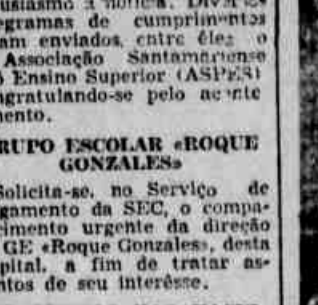 usiasmo à notícia. Diversos
egramas de cumprimentos
am enviados, entre êles o
Associação Santamariense
Ensino Superior (ASPES)
ngratulando-se pelo
mento.
RUPO ESCOLAR «ROQUE
GONZALES»
Solicita-se, no Serviço de
gamento da SEC, o compa-
cimento urgente da direção
GE «Roque Gonzales», desta
pital, a fim de tratar as-
ntos de seu interêsse.